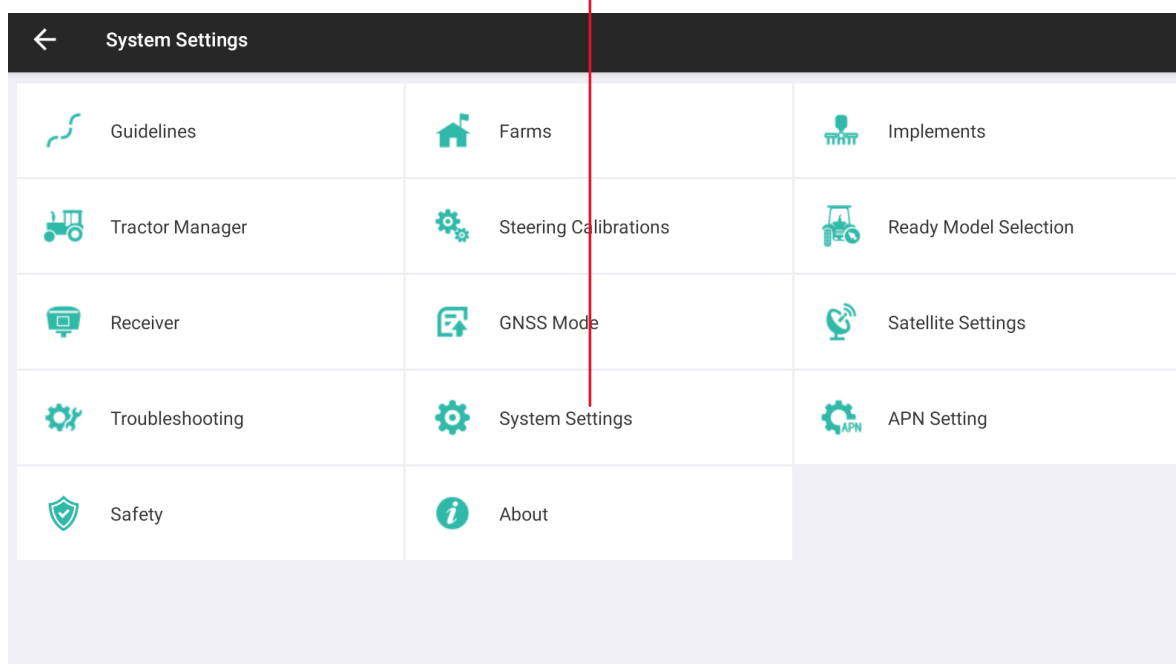 System Settings
Guidelines
Farms
Implements
Tractor Manager
Steering Calibrations
Ready Model Selection
Receiver
GNSS Mode
Satellite Settings
Troubleshooting
System Settings
APN
APN Setting
Safety
i
About